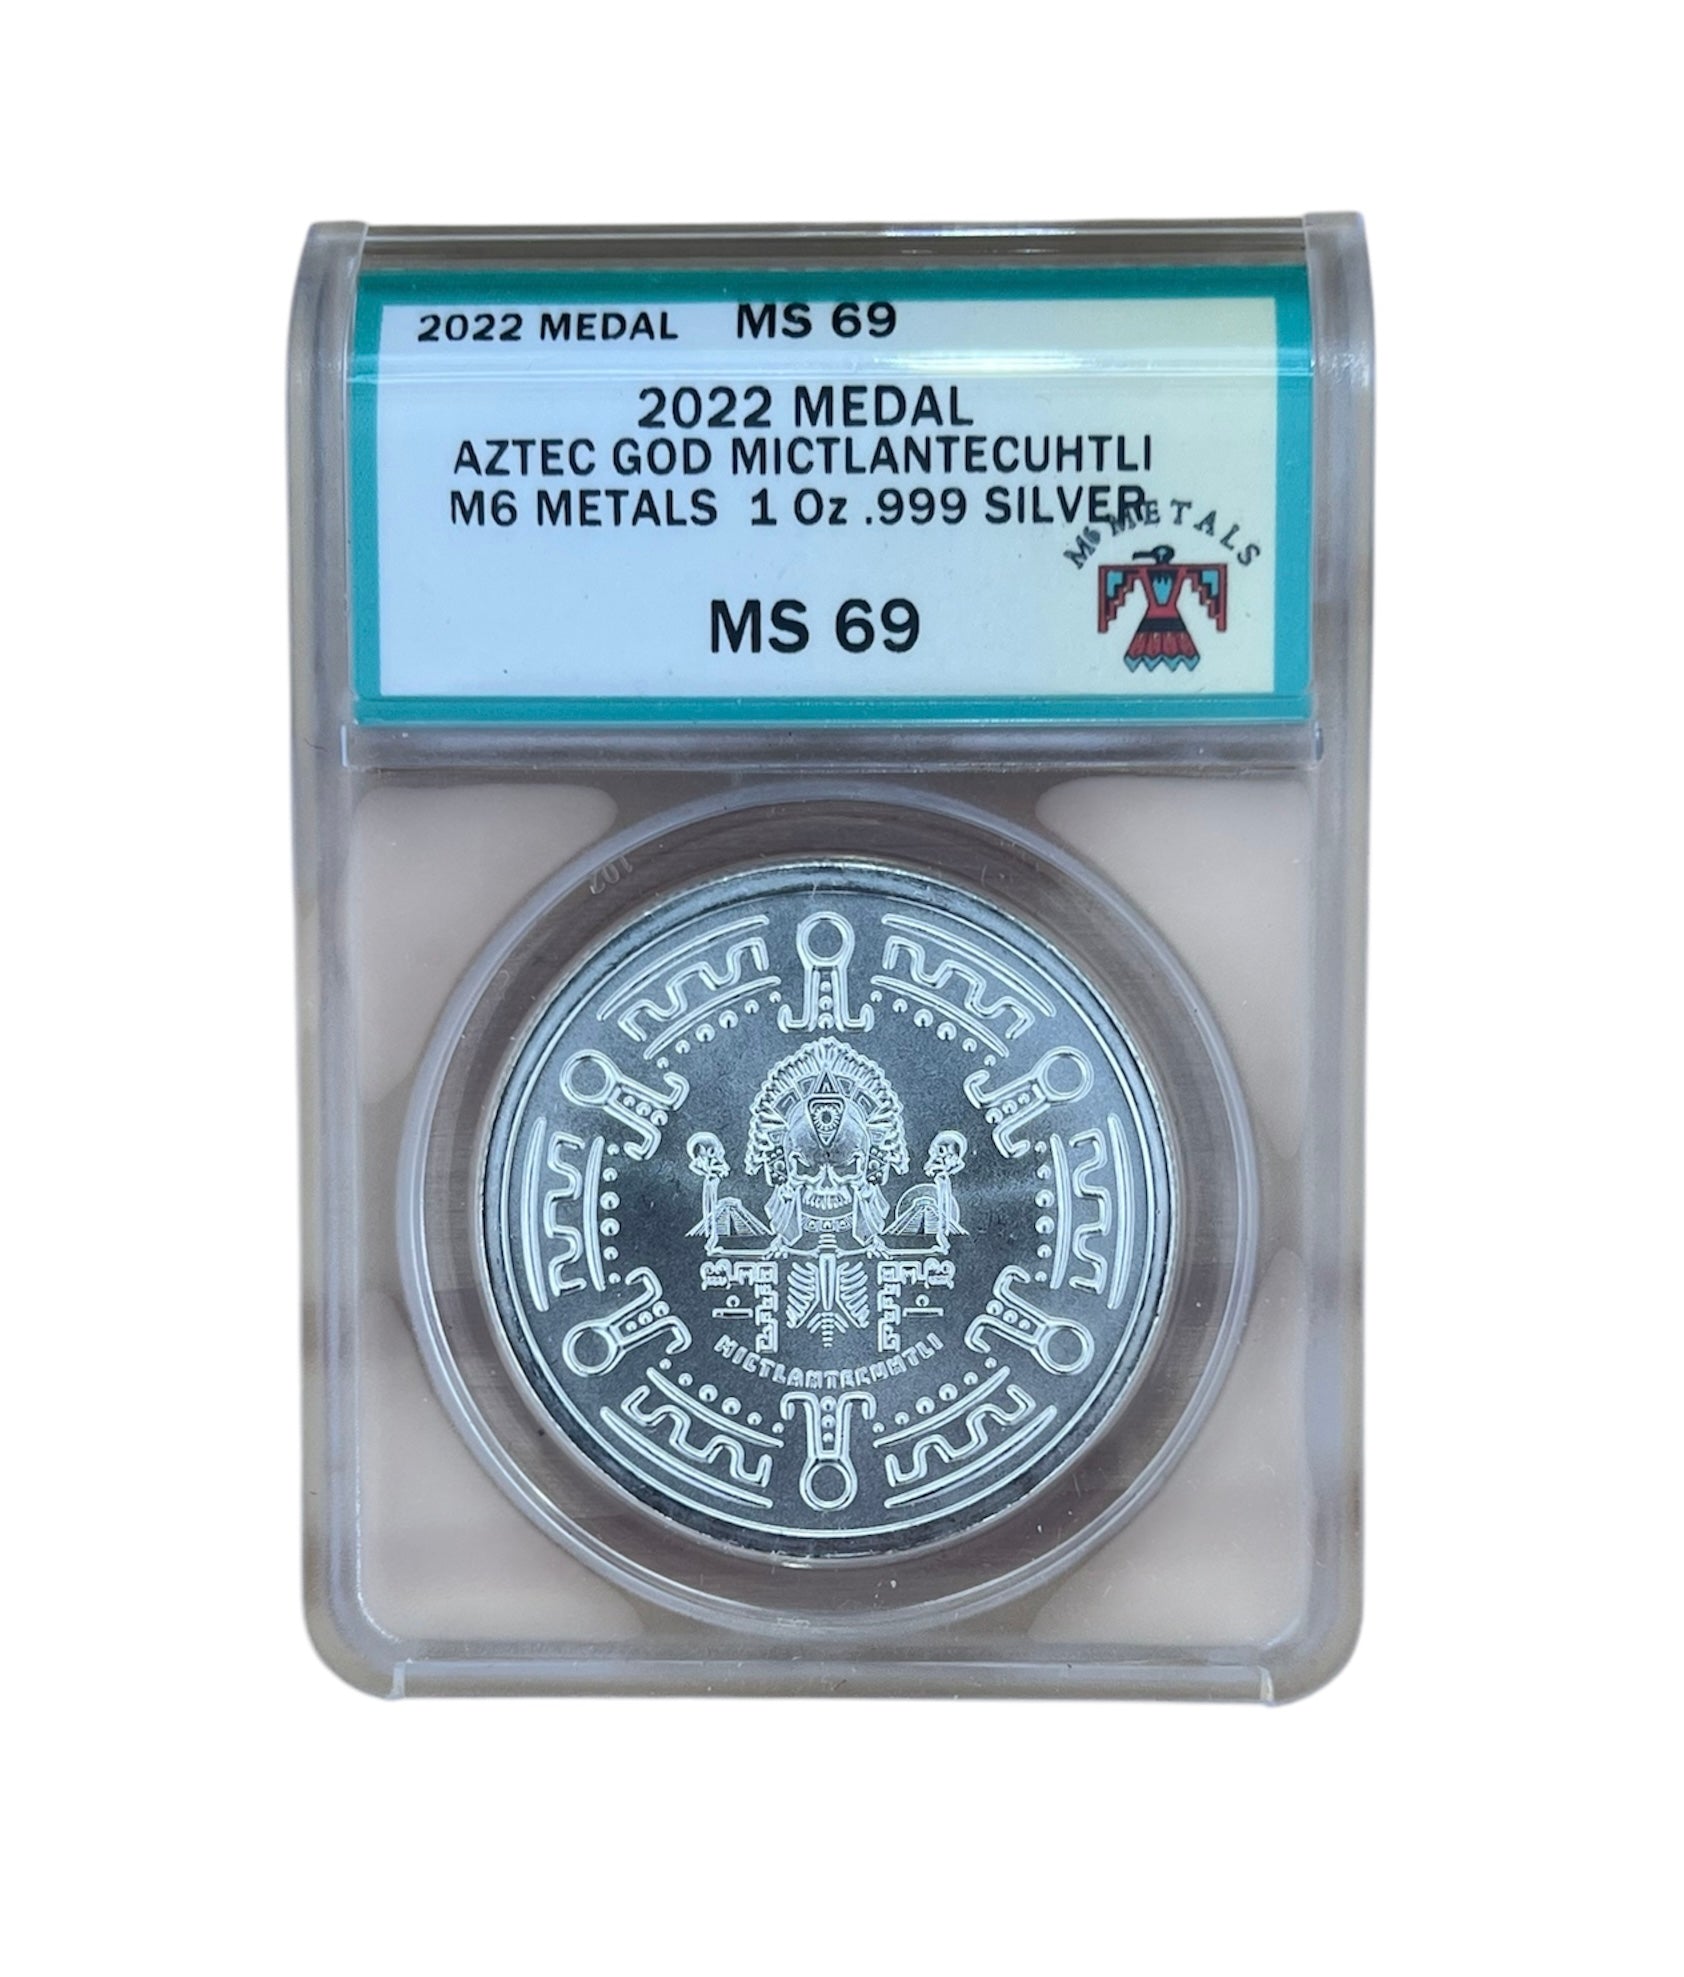 2022 MEDAL MS 69
2022 MEDAL
AZTEC GOD MICTLANTECUHTLI
M6 METALS 1 Oz .999 SILVER
M6 METALS
MS 69
102
MICTLANTECUHTLI